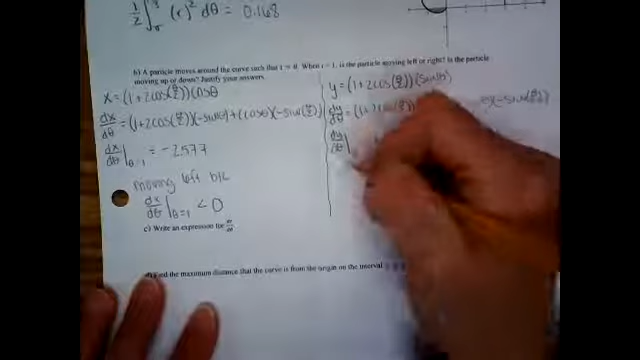 1/2 ∫ (r)² dθ = 0.168
b) A particle moves around the curve such that t = θ. When t = 1, is the particle moving left or right? Is the particle
moving up or down? Justify your answers.
x = (1+2cos(θ/2))(cosθ
dx/dθ = (1+2cos(θ/2))(-sinθ)+(cosθ)(-sin(θ/2))
dx/dθ|θ=1 = -2.577
moving left b/c
dx/dθ|θ=1 < 0
y = (1+2cos(θ/2))(sinθ)
dy/dθ = (1+2cos(θ/2)) )(-sin(θ/2))
dy/dθ|
c) Write an expression for dr/dθ
d) Find the maximum distance that the curve is from the origin on the interval